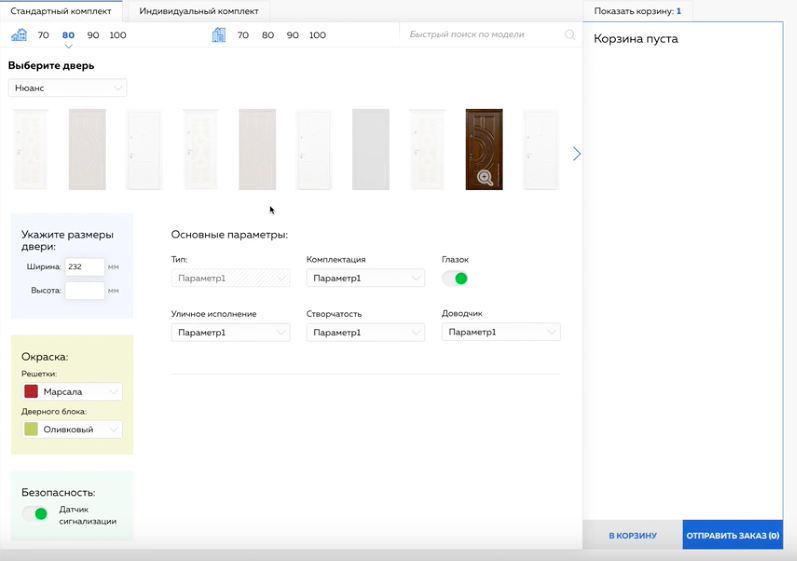 Стандартный комплект
Индивидуальный комплект
Показать корзину: 1
70 80 90 100
70 80 90 100
Быстрый поиск по модели
Корзина пуста
Выберите дверь
Нюанс
Укажите размеры
двери:
Ширина: 232 мм
Высота: мм
Основные параметры:
Тип:
Параметр1
Комплектация
Параметр1
Глазок
Уличное исполнение
Параметр1
Створчатость
Параметр1
Доводчик
Параметр1
Окраска:
Решетки:
Марсала
Дверного блока:
Оливковый
Безопасность:
Датчик
сигнализации
В КОРЗИНУ
ОТПРАВИТЬ ЗАКАЗ (0)